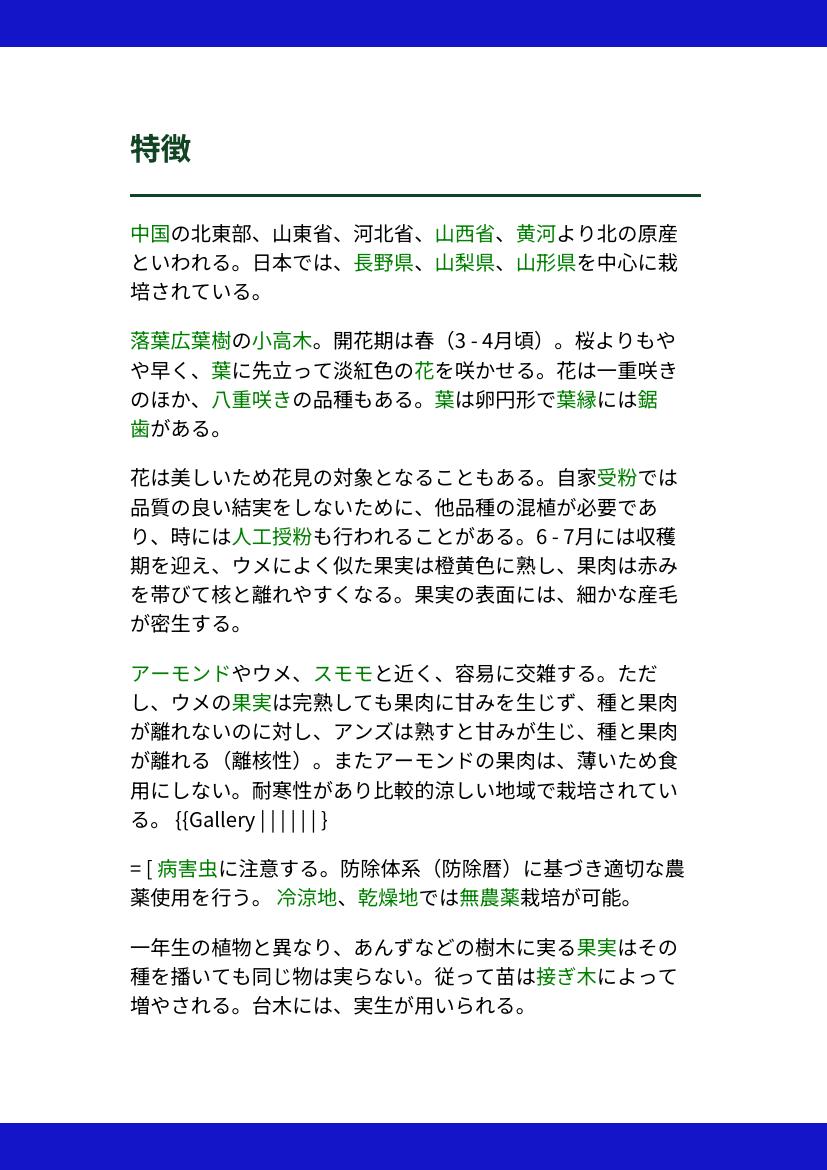 特徴
中国の北東部、山東省、河北省、山西省、黄河より北の原産
といわれる。日本では、長野県、山梨県、山形県を中心に栽
培されている。
落葉広葉樹の小高木。開花期は春（3 - 4月頃）。桜よりもや
や早く、葉に先立って淡紅色の花を咲かせる。花は一重咲き
のほか、八重咲きの品種もある。葉は卵円形で葉縁には鋸
歯がある。
花は美しいため花見の対象となることもある。自家受粉では
品質の良い結実をしないために、他品種の混植が必要であ
り、時には人工授粉も行われることがある。6 - 7月には収穫
期を迎え、ウメによく似た果実は橙黄色に熟し、果肉は赤み
を帯びて核と離れやすくなる。果実の表面には、細かな産毛
が密生する。
アーモンドやウメ、スモモと近く、容易に交雑する。ただ
し、ウメの果実は完熟しても果肉に甘みを生じず、種と果肉
が離れないのに対し、アンズは熟すと甘みが生じ、種と果肉
が離れる（離核性）。またアーモンドの果肉は、薄いため食
用にしない。耐寒性があり比較的涼しい地域で栽培されてい
る。 {{Gallery | | | | | | }
= [ 病害虫に注意する。防除体系（防除暦）に基づき適切な農
薬使用を行う。 冷涼地、乾燥地では無農薬栽培が可能。
一年生の植物と異なり、あんずなどの樹木に実る果実はその
種を播いても同じ物は実らない。従って苗は接ぎ木によって
増やされる。台木には、実生が用いられる。